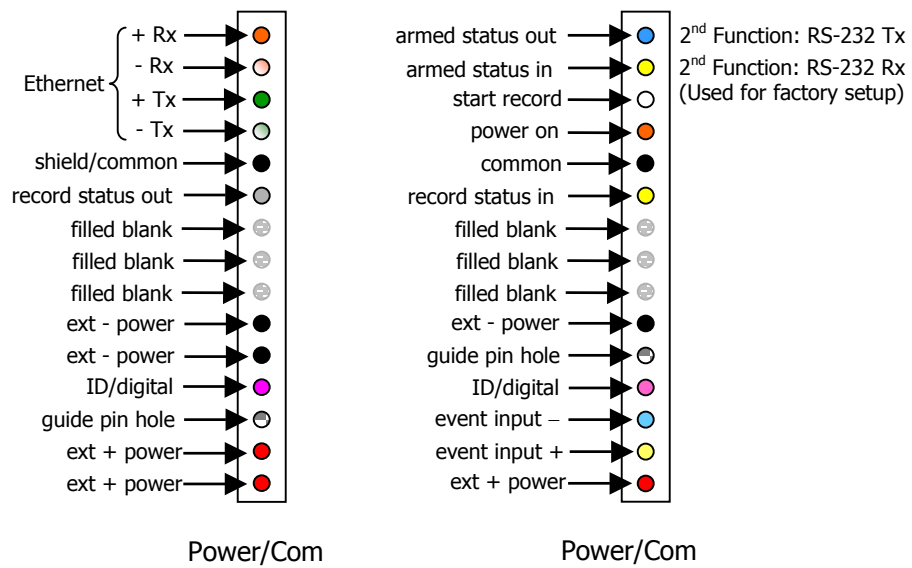 Ethernet
+ Rx
- Rx
+ Tx
- Tx
shield/common
record status out
filled blank
filled blank
filled blank
ext - power
ext - power
ID/digital
guide pin hole
ext + power
ext + power
Power/Com
armed status out
2nd Function: RS-232 Tx
armed status in
2nd Function: RS-232 Rx
(Used for factory setup)
start record
power on
common
record status in
filled blank
filled blank
filled blank
ext - power
guide pin hole
ID/digital
event input –
event input +
ext + power
Power/Com